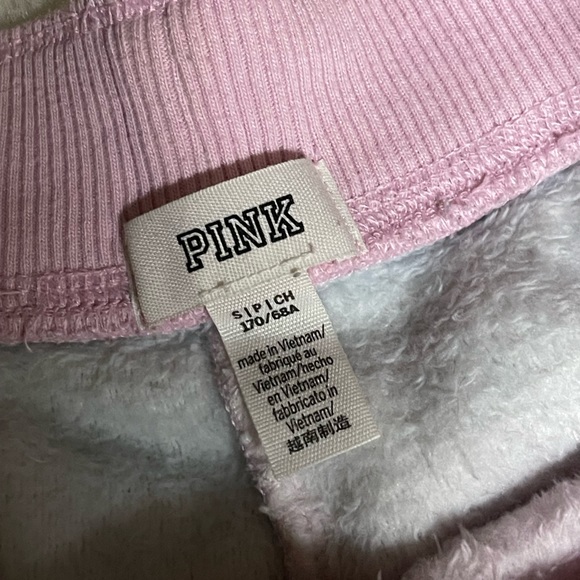 PINK
S | P | CH
170/68A
made in Vietnam/
fabriqué au
Vietnam/hecho
en Vietnam/
fabbricato in
Vietnam/
越南制造